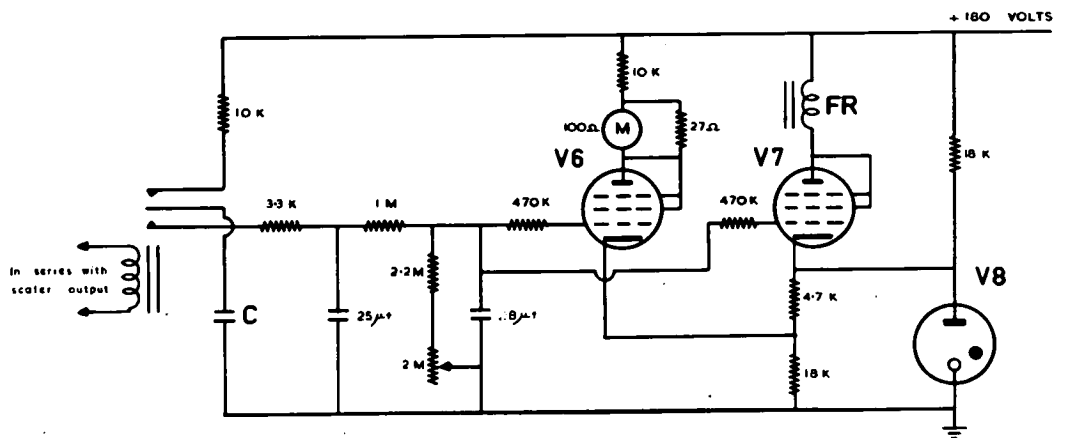 + 180 VOLTS
10 K
10 K
100Ω
M
27Ω
FR
V6
V7
18 K
3·3 K
1 M
470K
470K
2·2M
In series with
scaler output
C
25μf
8μf
4.7 K
V8
2 M
18 K